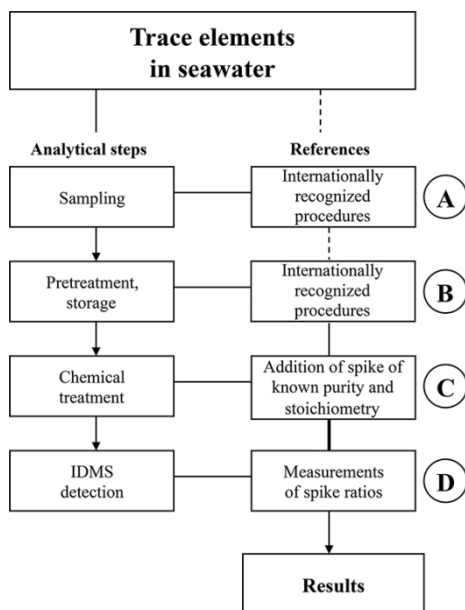 Trace elements
in seawater
Analytical steps
References
Sampling
Internationally
recognized
procedures
A
Pretreatment,
storage
Internationally
recognized
procedures
B
Chemical
treatment
Addition of spike of
known purity and
stoichiometry
C
IDMS
detection
Measurements
of spike ratios
D
Results